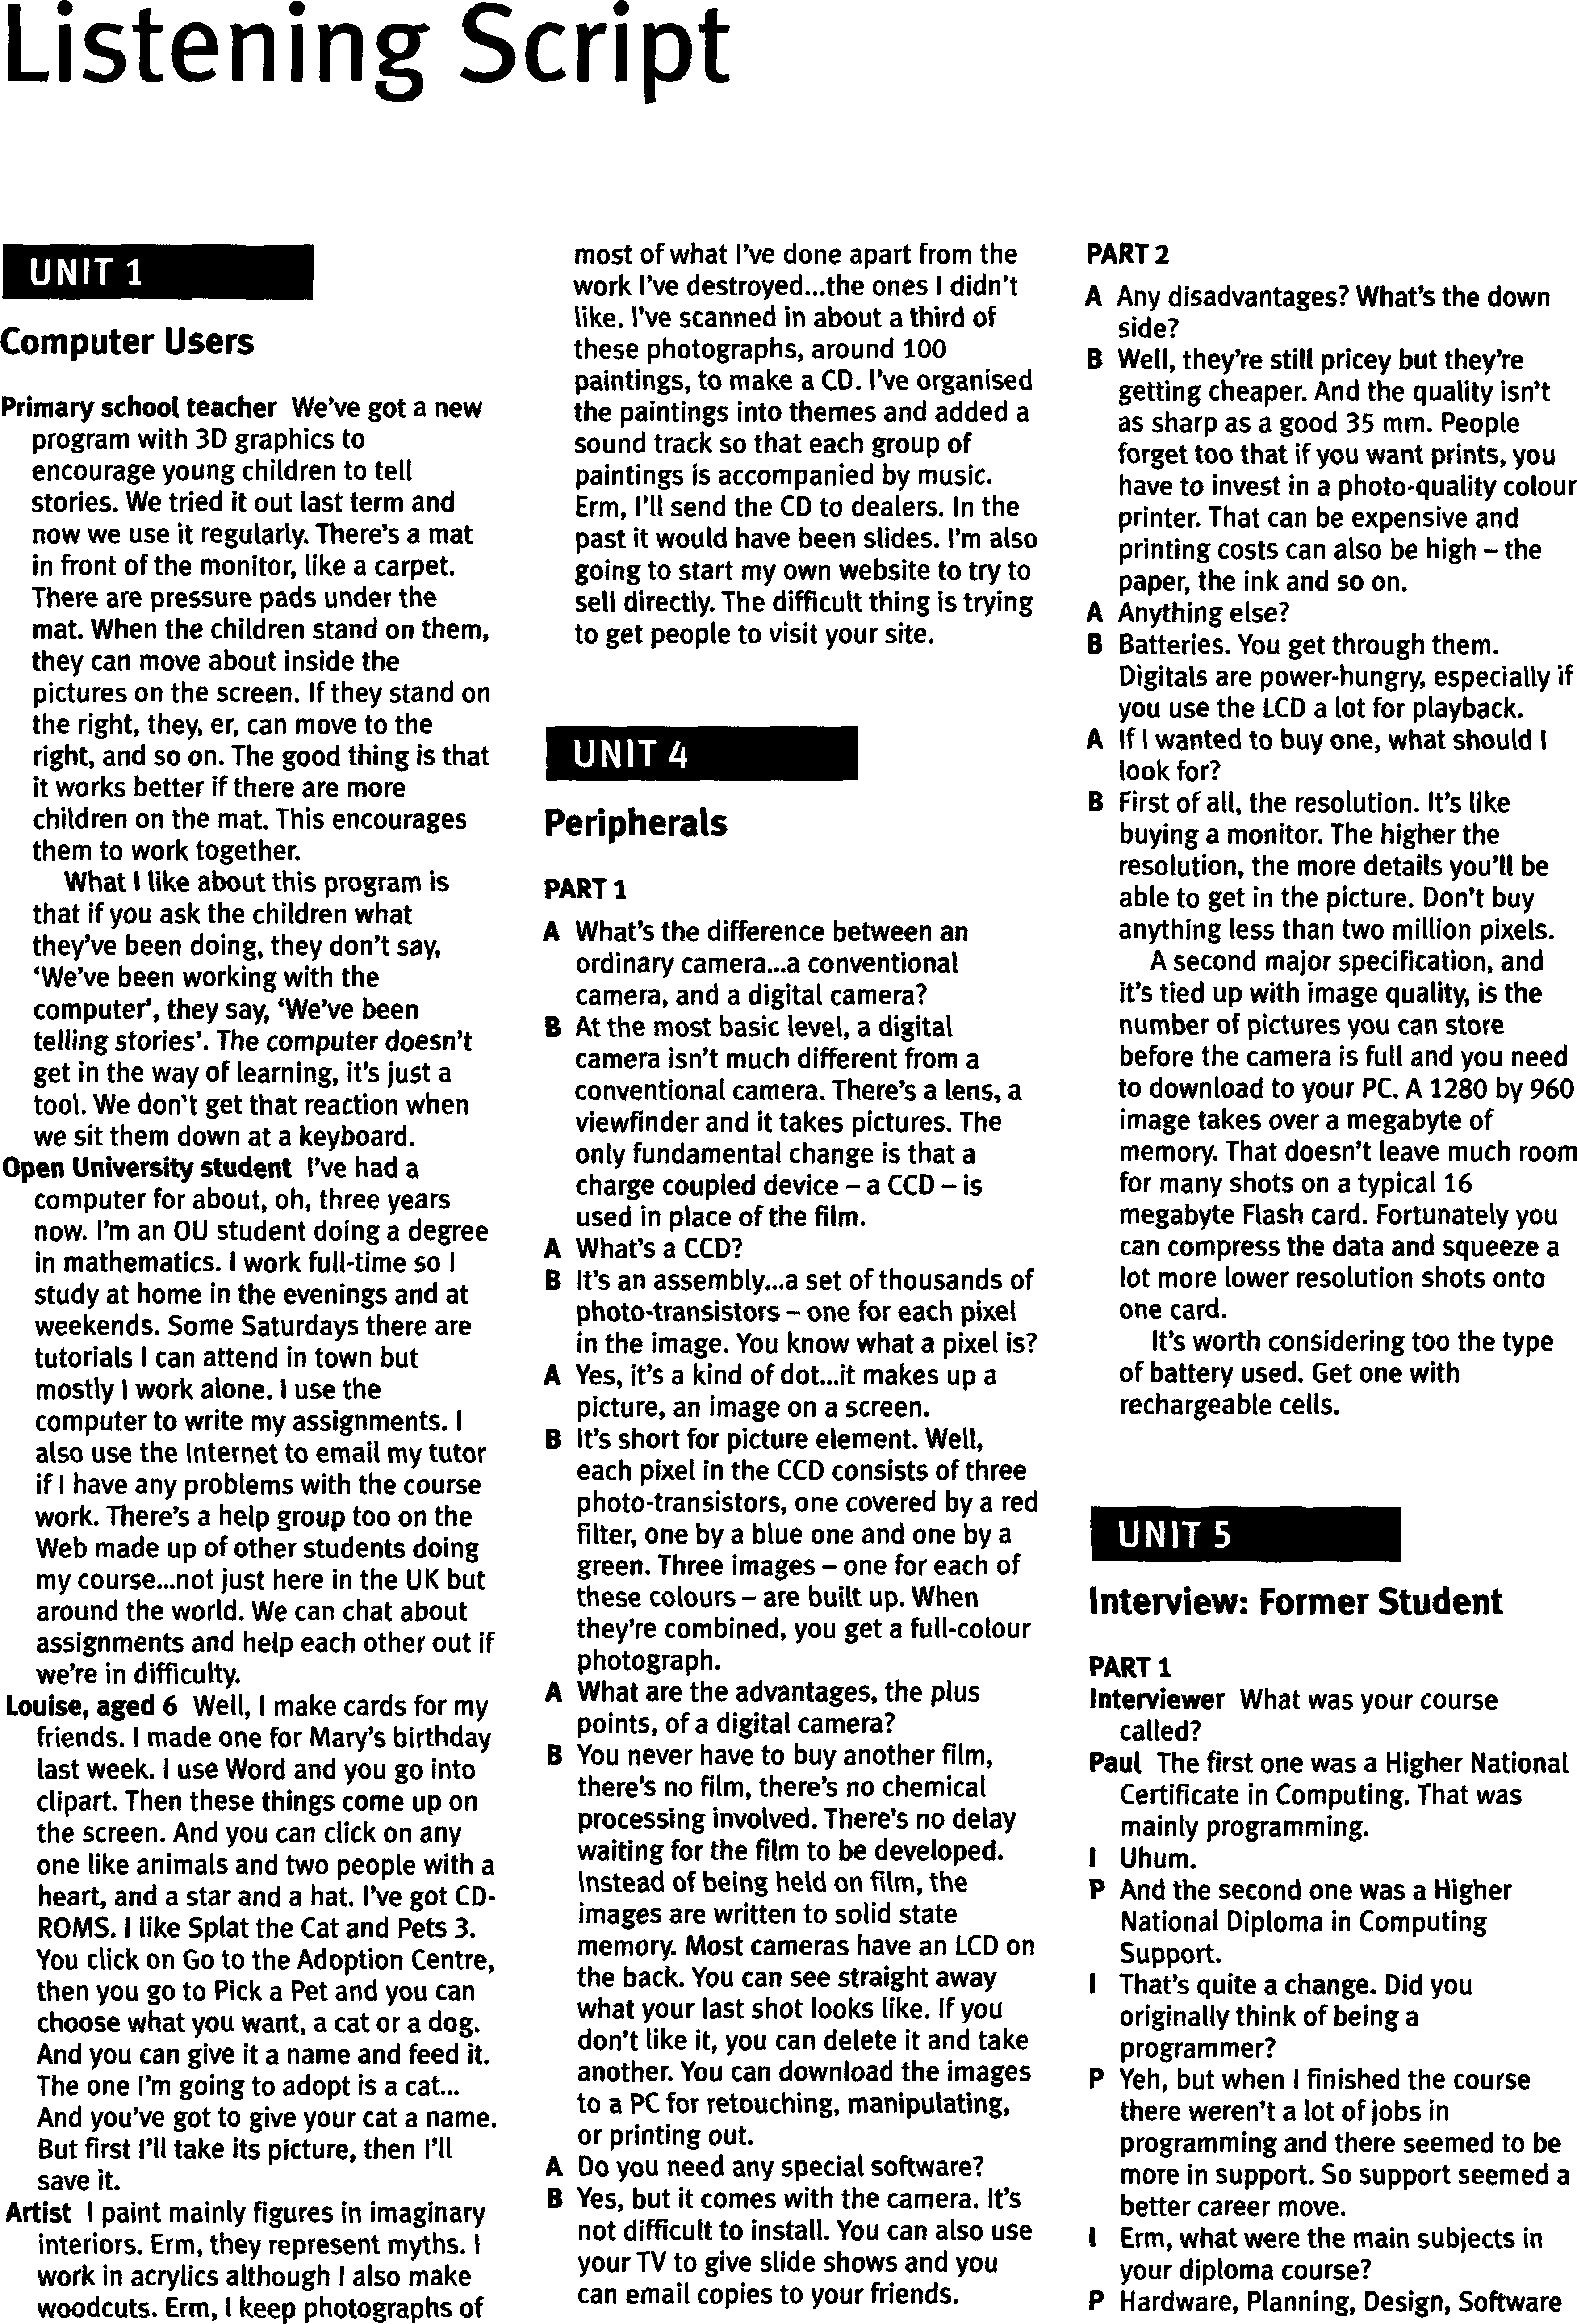 Listening Script
UNIT 1
Computer Users
Primary school teacher We've got a new
program with 3D graphics to
encourage young children to tell
stories. We tried it out last term and
now we use it regularly. There's a mat
in front of the monitor, like a carpet.
There are pressure pads under the
mat. When the children stand on them,
they can move about inside the
pictures on the screen. If they stand on
the right, they, er, can move to the
right, and so on. The good thing is that
it works better if there are more
children on the mat. This encourages
them to work together.
What I like about this program is
that if you ask the children what
they've been doing, they don't say,
‘We've been working with the
computer’, they say, ‘We've been
telling stories’. The computer doesn't
get in the way of learning, it's just a
tool. We don't get that reaction when
we sit them down at a keyboard.
Open University student I've had a
computer for about, oh, three years
now. I'm an OU student doing a degree
in mathematics. I work full-time so I
study at home in the evenings and at
weekends. Some Saturdays there are
tutorials I can attend in town but
mostly I work alone. I use the
computer to write my assignments. I
also use the Internet to email my tutor
if I have any problems with the course
work. There's a help group too on the
Web made up of other students doing
my course...not just here in the UK but
around the world. We can chat about
assignments and help each other out if
we're in difficulty.
Louise, aged 6 Well, I make cards for my
friends. I made one for Mary's birthday
last week. I use Word and you go into
clipart. Then these things come up on
the screen. And you can click on any
one like animals and two people with a
heart, and a star and a hat. I've got CD-
ROMS. I like Splat the Cat and Pets 3.
You click on Go to the Adoption Centre,
then you go to Pick a Pet and you can
choose what you want, a cat or a dog.
And you can give it a name and feed it.
The one I'm going to adopt is a cat...
And you've got to give your cat a name.
But first I'll take its picture, then I'll
save it.
Artist I paint mainly figures in imaginary
interiors. Erm, they represent myths. I
work in acrylics although I also make
woodcuts. Erm, I keep photographs of
most of what I've done apart from the
work I've destroyed...the ones I didn't
like. I've scanned in about a third of
these photographs, around 100
paintings, to make a CD. I've organised
the paintings into themes and added a
sound track so that each group of
paintings is accompanied by music.
Erm, I'll send the CD to dealers. In the
past it would have been slides. I'm also
going to start my own website to try to
sell directly. The difficult thing is trying
to get people to visit your site.
UNIT 4
Peripherals
PART 1
A What's the difference between an
ordinary camera...a conventional
camera, and a digital camera?
B At the most basic level, a digital
camera isn't much different from a
conventional camera. There's a lens, a
viewfinder and it takes pictures. The
only fundamental change is that a
charge coupled device – a CCD – is
used in place of the film.
A What's a CCD?
B It's an assembly...a set of thousands of
photo-transistors – one for each pixel
in the image. You know what a pixel is?
A Yes, it's a kind of dot...it makes up a
picture, an image on a screen.
B It's short for picture element. Well,
each pixel in the CCD consists of three
photo-transistors, one covered by a red
filter, one by a blue one and one by a
green. Three images – one for each of
these colours – are built up. When
they're combined, you get a full-colour
photograph.
A What are the advantages, the plus
points, of a digital camera?
B You never have to buy another film,
there's no film, there's no chemical
processing involved. There's no delay
waiting for the film to be developed.
Instead of being held on film, the
images are written to solid state
memory. Most cameras have an LCD on
the back. You can see straight away
what your last shot looks like. If you
don't like it, you can delete it and take
another. You can download the images
to a PC for retouching, manipulating,
or printing out.
A Do you need any special software?
B Yes, but it comes with the camera. It's
not difficult to install. You can also use
your TV to give slide shows and you
can email copies to your friends.
PART 2
A Any disadvantages? What's the down
side?
B Well, they're still pricey but they're
getting cheaper. And the quality isn't
as sharp as a good 35 mm. People
forget too that if you want prints, you
have to invest in a photo-quality colour
printer. That can be expensive and
printing costs can also be high – the
paper, the ink and so on.
A Anything else?
B Batteries. You get through them.
Digitals are power-hungry, especially if
you use the LCD a lot for playback.
A If I wanted to buy one, what should I
look for?
B First of all, the resolution. It's like
buying a monitor. The higher the
resolution, the more details you'll be
able to get in the picture. Don't buy
anything less than two million pixels.
A second major specification, and
it's tied up with image quality, is the
number of pictures you can store
before the camera is full and you need
to download to your PC. A 1280 by 960
image takes over a megabyte of
memory. That doesn't leave much room
for many shots on a typical 16
megabyte Flash card. Fortunately you
can compress the data and squeeze a
lot more lower resolution shots onto
one card.
It's worth considering too the type
of battery used. Get one with
rechargeable cells.
UNIT 5
Interview: Former Student
PART 1
Interviewer What was your course
called?
Paul The first one was a Higher National
Certificate in Computing. That was
mainly programming.
I Uhum.
P And the second one was a Higher
National Diploma in Computing
Support.
I That's quite a change. Did you
originally think of being a
programmer?
P Yeh, but when I finished the course
there weren't a lot of jobs in
programming and there seemed to be
more in support. So support seemed a
better career move.
I Erm, what were the main subjects in
your diploma course?
P Hardware, Planning, Design, Software